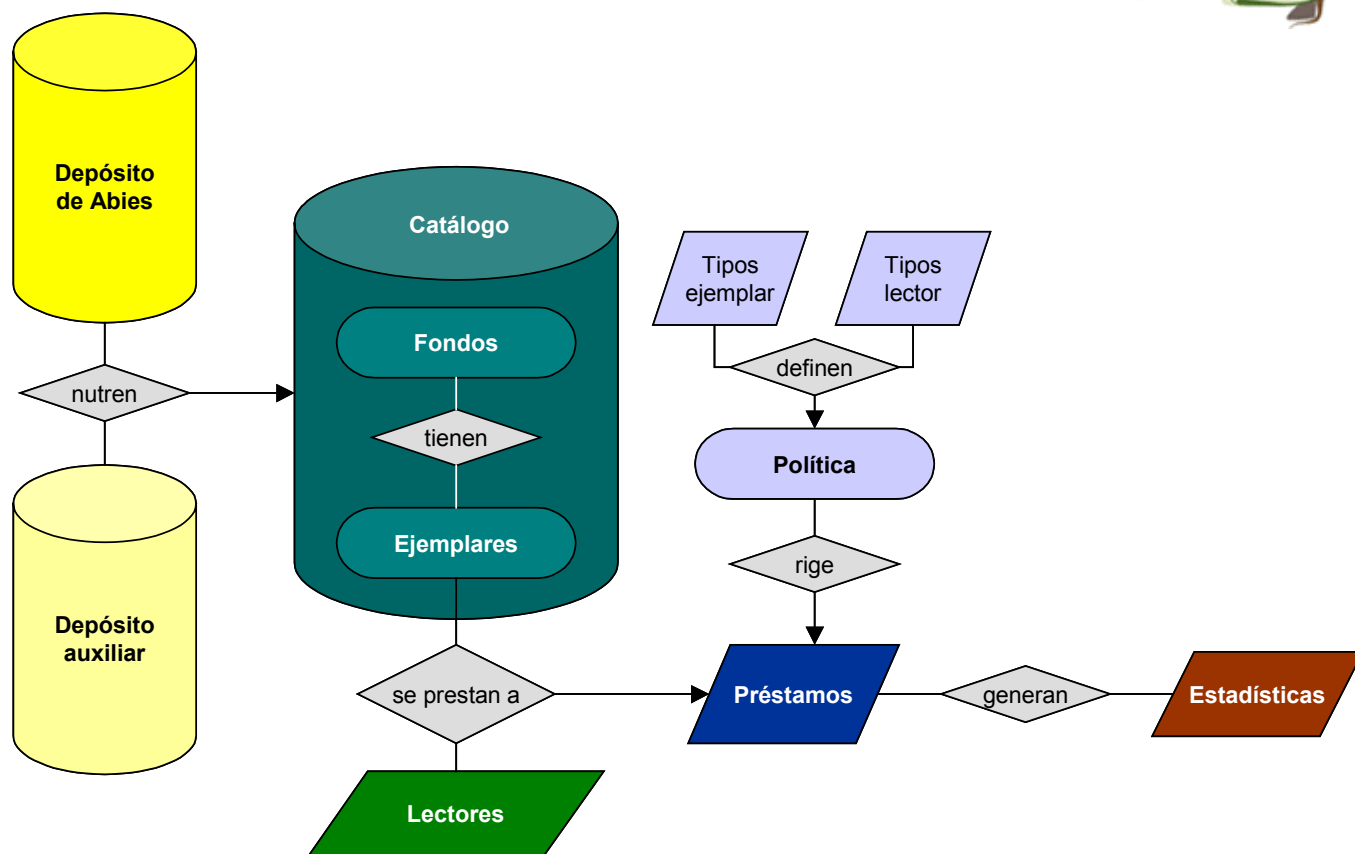 Depósito
de Abies
nutren
Depósito
auxiliar
Catálogo
Fondos
tienen
Ejemplares
se prestan a
Lectores
Tipos
ejemplar
Tipos
lector
definen
Política
rige
Préstamos
generan
Estadísticas